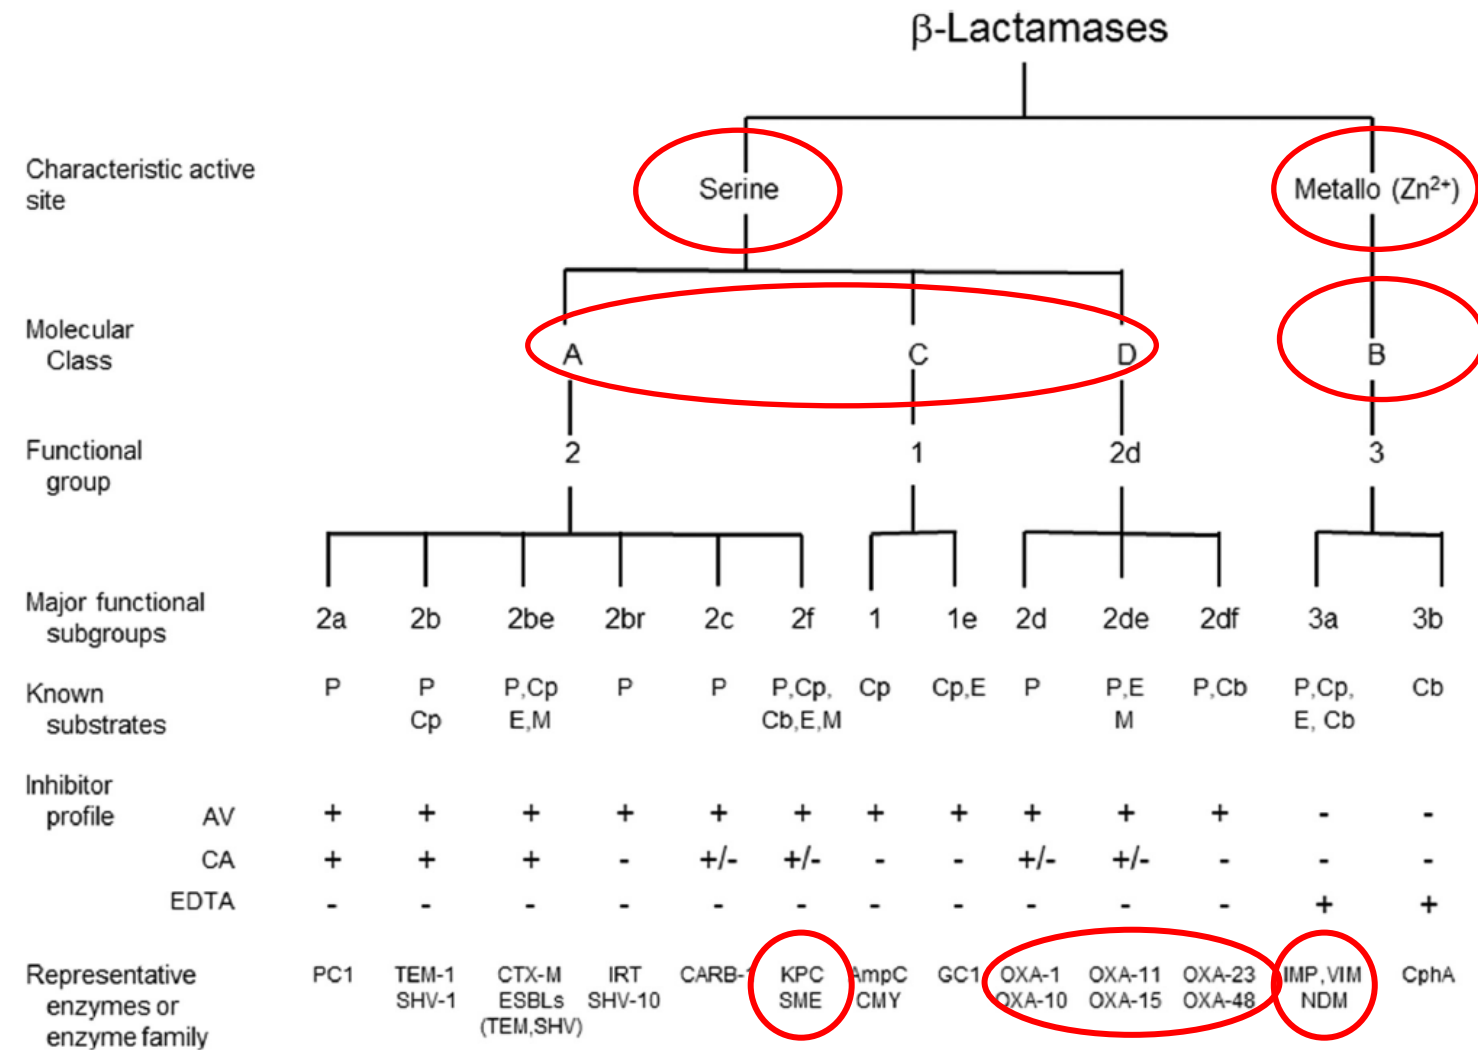 β-Lactamases
Characteristic active
site
Serine
Metallo (Zn²⁺)
Molecular
Class
A C D B
Functional
group
2 1 2d 3
Major functional
subgroups
2a 2b 2be 2br 2c 2f 1 1e 2d 2de 2df 3a 3b
Known
substrates
P P P,Cp P P P,Cp, Cp Cp,E P P,E P,Cb P,Cp, Cb
Cp E,M Cb,E,M M E, Cb
Inhibitor
profile
AV + + + + + + + + + + + - -
CA + + + - +/- +/- - - +/- +/- - - -
EDTA - - - - - - - - - - - + +
Representative
enzymes or
enzyme family
PC1 TEM-1 CTX-M IRT CARB-1 KPC AmpC GC1 OXA-1 OXA-11 OXA-23 IMP,VIM CphA
SHV-1 ESBLs SHV-10 SME CMY OXA-10 OXA-15 OXA-48 NDM
(TEM,SHV)